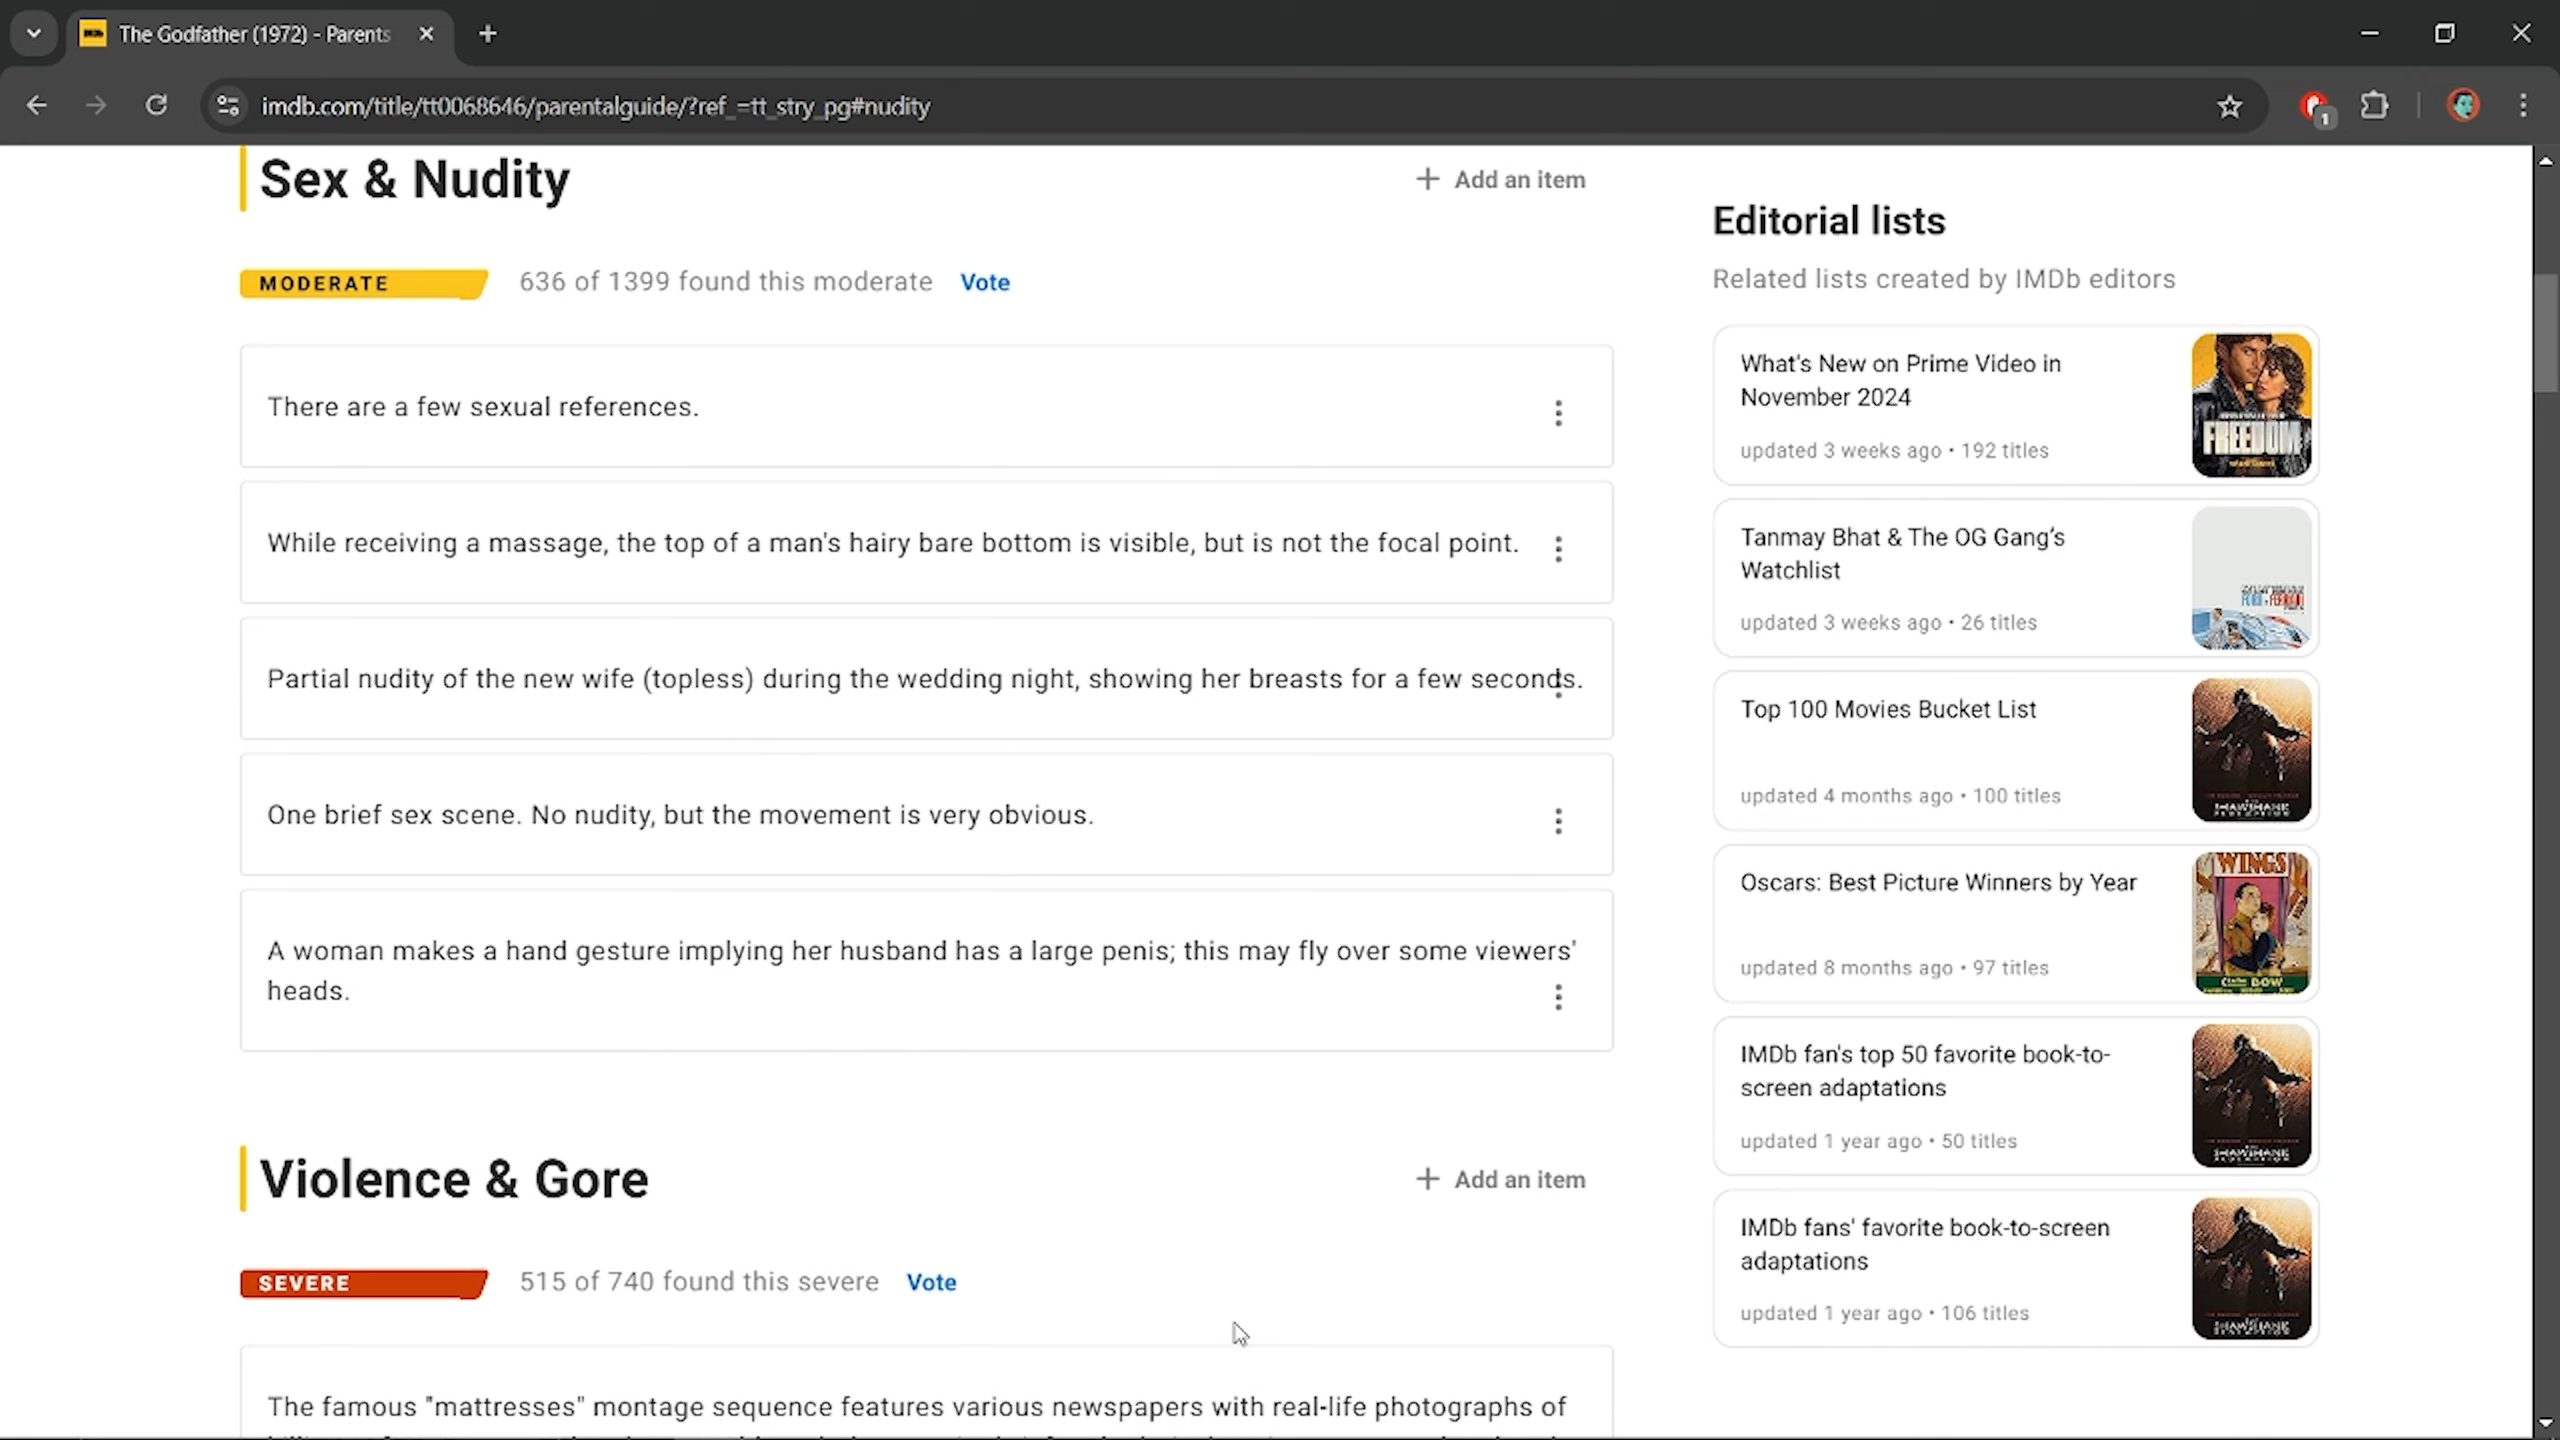 The Godfather (1972) - Parents
imdb.com/title/tt0068646/parentalguide/?ref_=tt_stry_pg#nudity
1
Sex & Nudity
Add an item
MODERATE
636 of 1399 found this moderate
Vote
There are a few sexual references.
While receiving a massage, the top of a man's hairy bare bottom is visible, but is not the focal point.
Partial nudity of the new wife (topless) during the wedding night, showing her breasts for a few seconds.
One brief sex scene. No nudity, but the movement is very obvious.
A woman makes a hand gesture implying her husband has a large penis; this may fly over some viewers'
heads.
Violence & Gore
Add an item
SEVERE
515 of 740 found this severe
Vote
The famous "mattresses" montage sequence features various newspapers with real-life photographs of
Editorial lists
Related lists created by IMDb editors
What's New on Prime Video in
November 2024
updated 3 weeks ago • 192 titles
FREEDOM
Tanmay Bhat & The OG Gang’s
Watchlist
updated 3 weeks ago • 26 titles
FORD v FERRARI
Top 100 Movies Bucket List
updated 4 months ago • 100 titles
SHAWSHANK
Oscars: Best Picture Winners by Year
updated 8 months ago • 97 titles
WINGS
Clara BOW
IMDb fan's top 50 favorite book-to-
screen adaptations
updated 1 year ago • 50 titles
SHAWSHANK
IMDb fans' favorite book-to-screen
adaptations
updated 1 year ago • 106 titles
SHAWSHANK